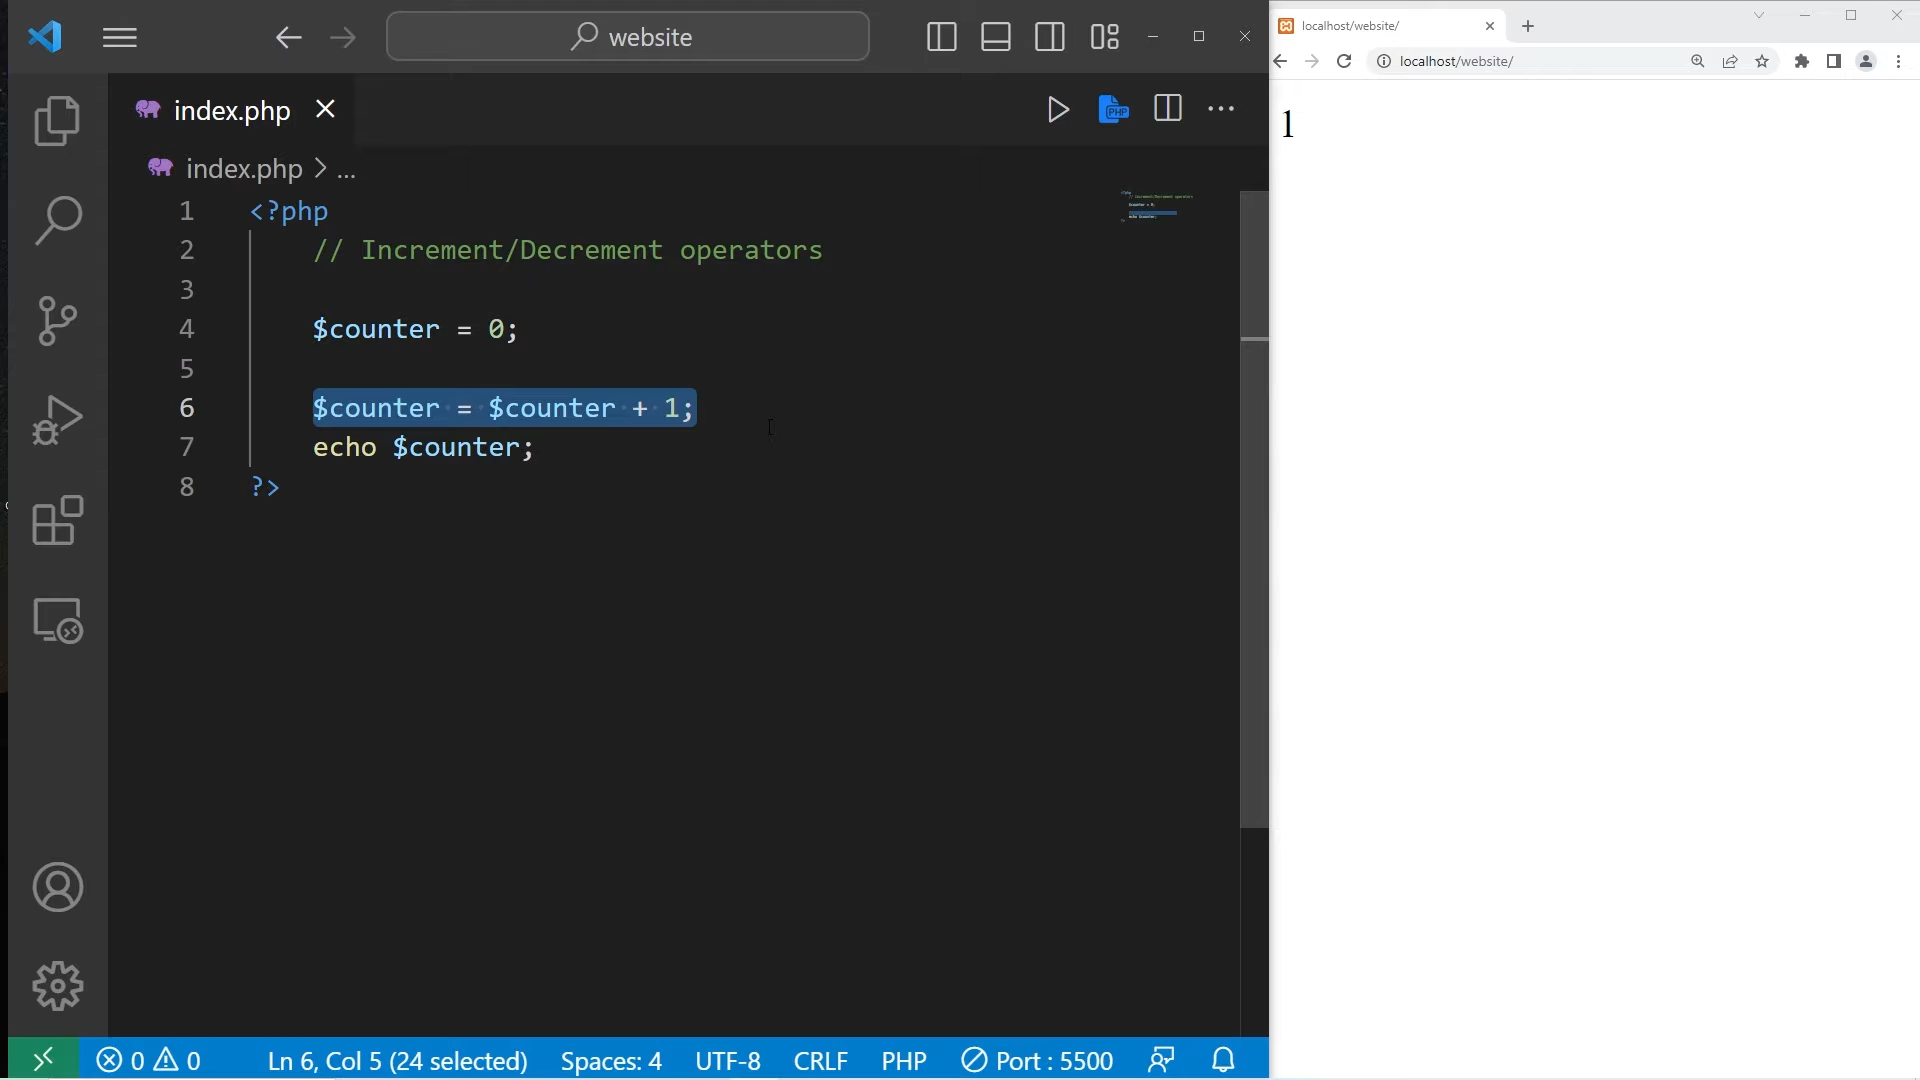 website
index.php
index.php > ...
1 <?php
2 // Increment/Decrement operators
3
4 $counter = 0;
5
6 $counter = $counter + 1;
7 echo $counter;
8 ?>
0 0 Ln 6, Col 5 (24 selected) Spaces: 4 UTF-8 CRLF PHP Port : 5500
localhost/website/
localhost/website/
1